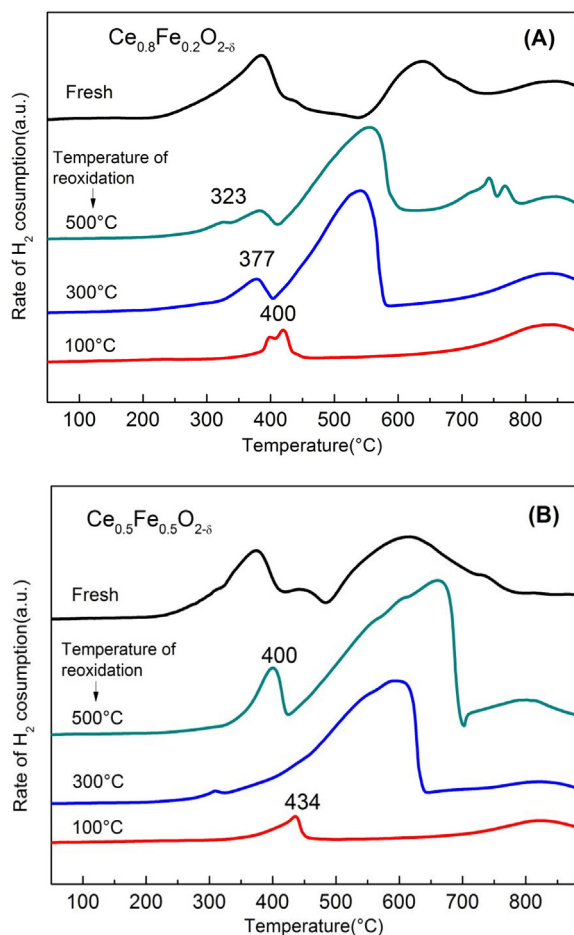 Ce0.8Fe0.2O2-δ
(A)
Fresh
Temperature of
reoxidation
323
500°C
377
300°C
400
100°C
Rate of H2 cosumption(a.u.)
100 200 300 400 500 600 700 800
Temperature(°C)
Ce0.5Fe0.5O2-δ
(B)
Fresh
Temperature of
reoxidation
400
500°C
300°C
434
100°C
Rate of H2 cosumption(a.u.)
100 200 300 400 500 600 700 800
Temperature(°C)